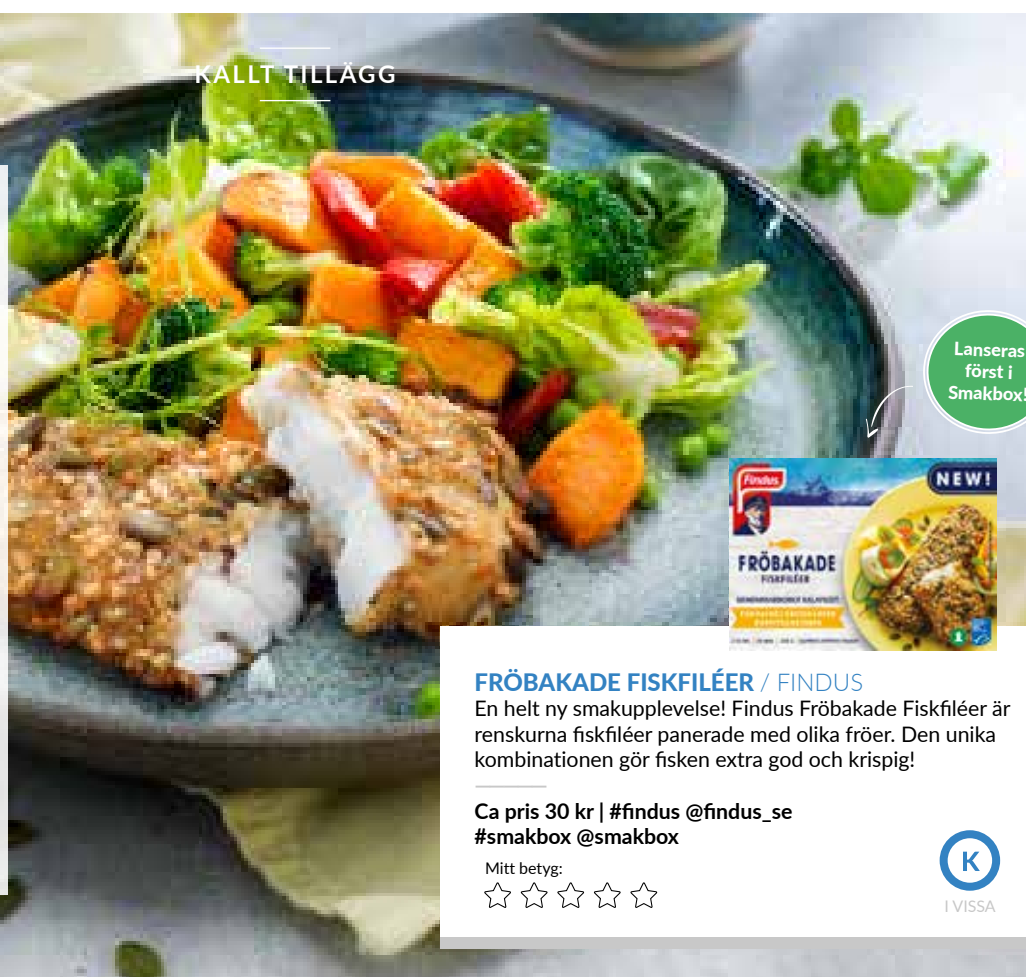 KALLT TILLÄGG
Lanseras
först i
Smakbox!
Findus
NEW!
FRÖBAKADE
FISKFILÉER
FRÖBAKADE FISKFILÉER / FINDUS
En helt ny smakupplevelse! Findus Fröbakade Fiskfiléer är
renskurna fiskfiléer panerade med olika fröer. Den unika
kombinationen gör fisken extra god och krispig!
Ca pris 30 kr | #findus @findus_se
#smakbox @smakbox
Mitt betyg:
K
I VISSA